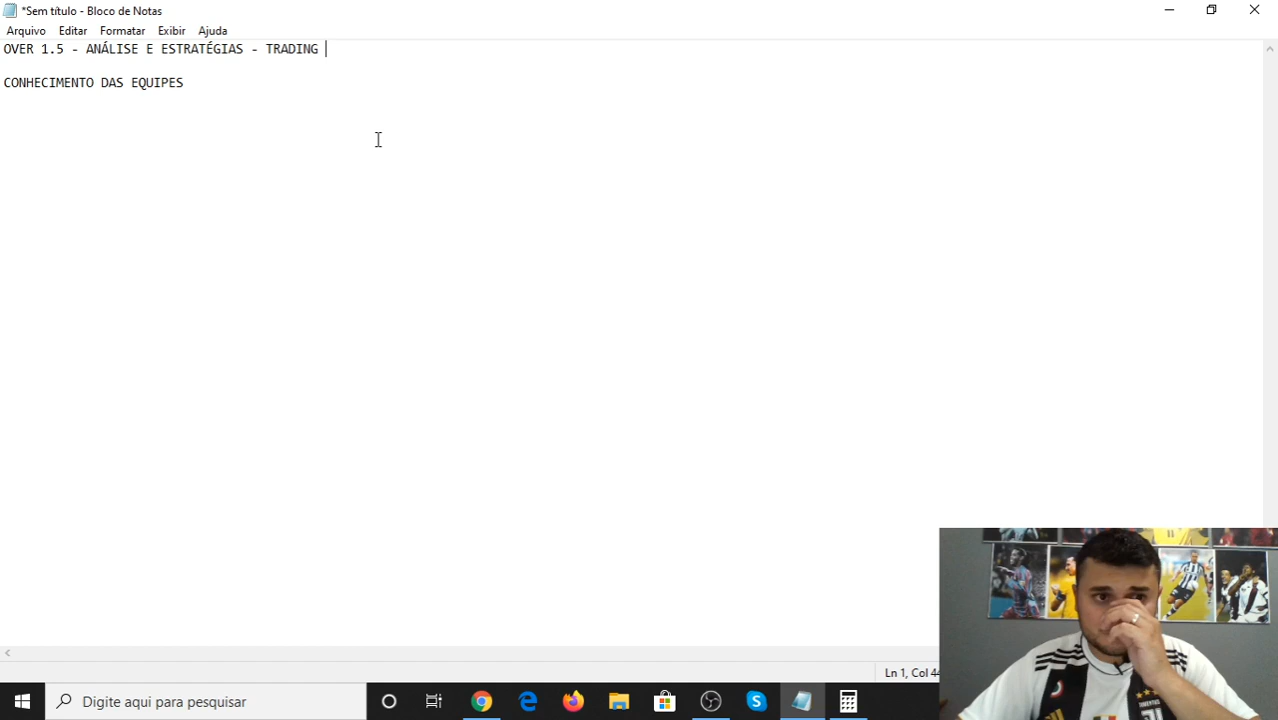 *Sem título - Bloco de Notas
Arquivo Editar Formatar Exibir Ajuda
OVER 1.5 - ANÁLISE E ESTRATÉGIAS - TRADING
CONHECIMENTO DAS EQUIPES
Ln 1, Col 44
Digite aqui para pesquisar